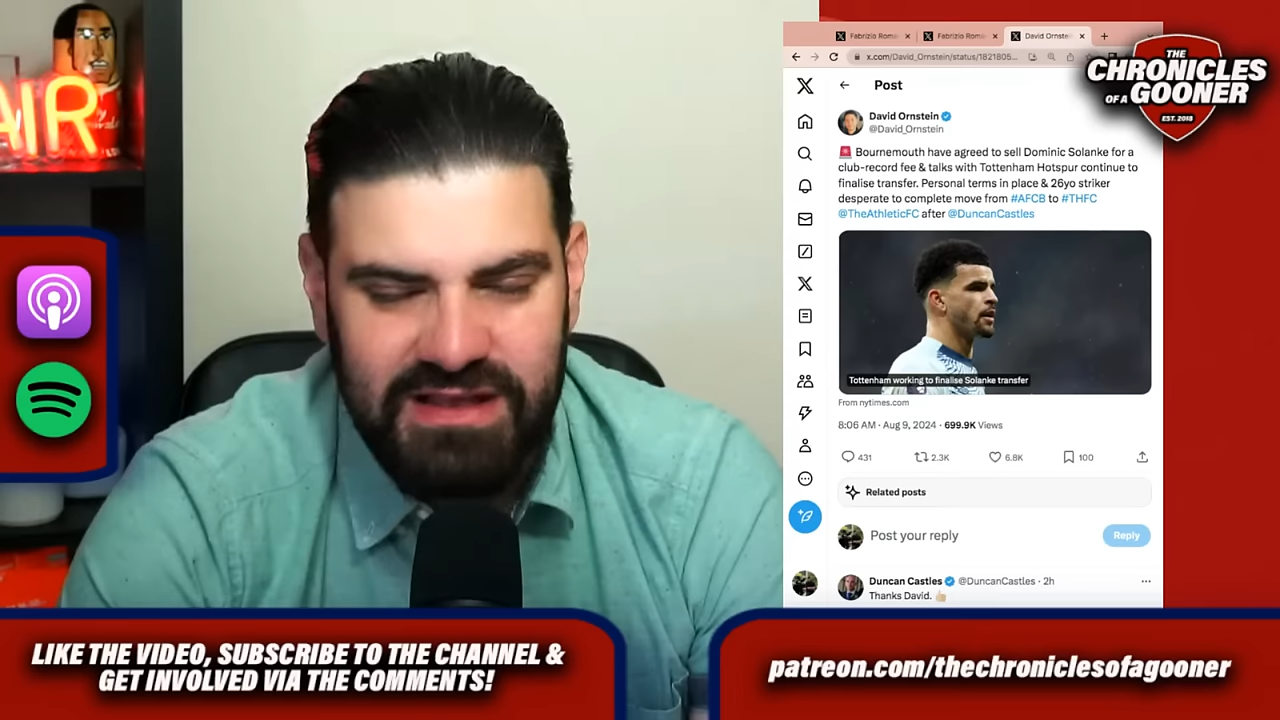 AIR
Fabrizio Roma
Fabrizio Roma
David Ornstein
x.com/David_Ornstein/status/1821805...
THE
CHRONICLES
OF A GOONER
EST. 2018
Post
David Ornstein
@David_Ornstein
🚨 Bournemouth have agreed to sell Dominic Solanke for a
club-record fee & talks with Tottenham Hotspur continue to
finalise transfer. Personal terms in place & 26yo striker
desperate to complete move from #AFCB to #THFC
@TheAthleticFC after @DuncanCastles
Tottenham working to finalise Solanke transfer
From nytimes.com
8:06 AM · Aug 9, 2024 · 699.9K Views
431 2.3K 6.8K 100
Related posts
Post your reply
Reply
Duncan Castles @DuncanCastles · 2h
Thanks David. 👍🏼
LIKE THE VIDEO, SUBSCRIBE TO THE CHANNEL &
GET INVOLVED VIA THE COMMENTS!
patreon.com/thechroniclesofagooner